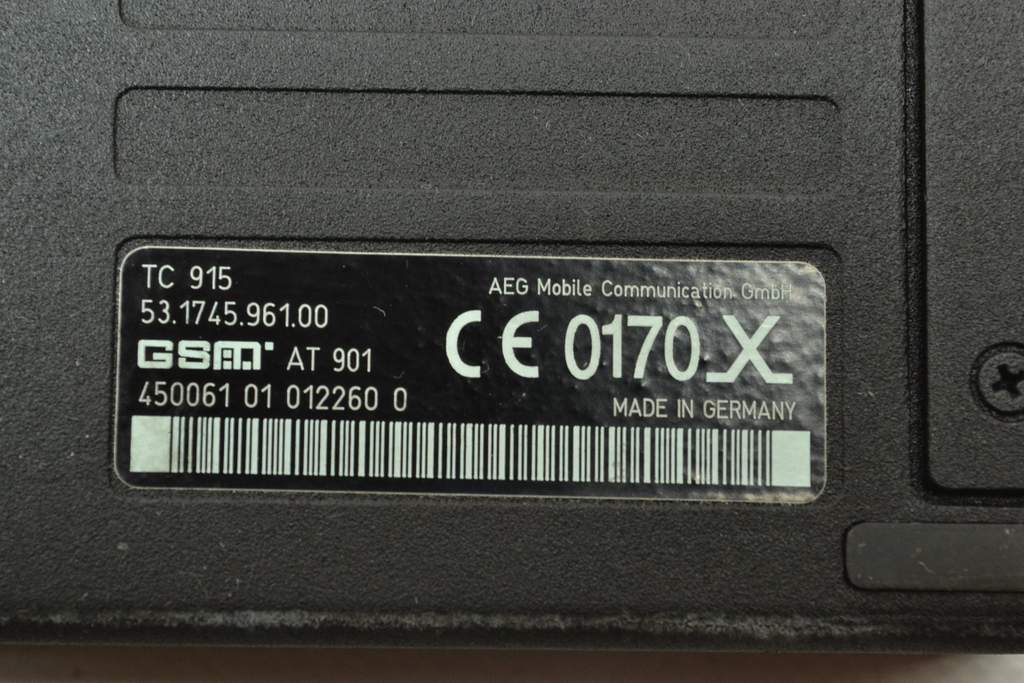 TC 915
53.1745.961.00
GSM AT 901
450061 01 012260 0
AEG Mobile Communication GmbH
CE 0170 X
MADE IN GERMANY